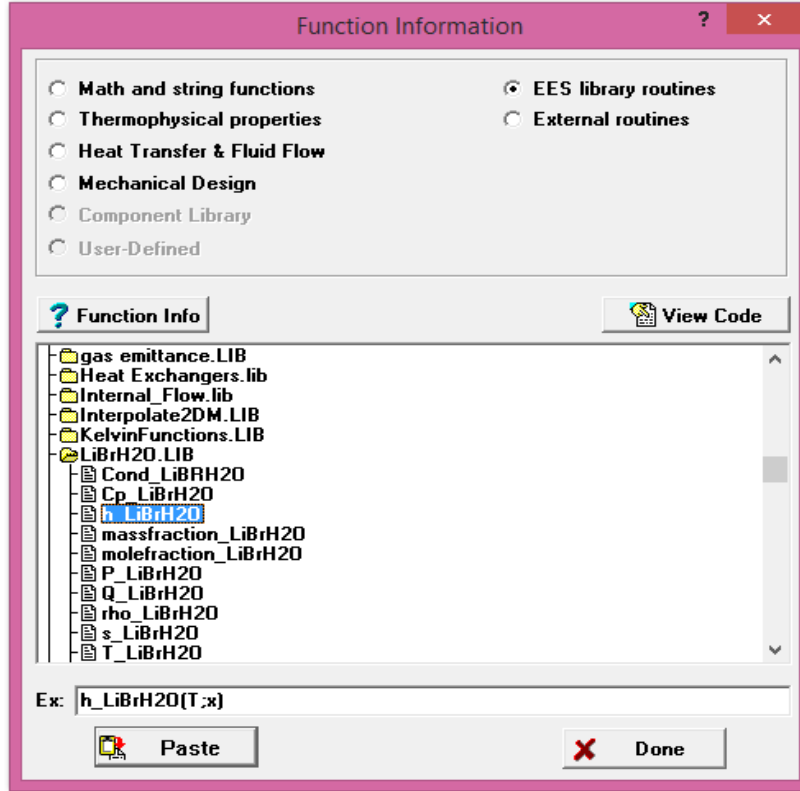 Function Information
?
×
Math and string functions
EES library routines
Thermophysical properties
External routines
Heat Transfer & Fluid Flow
Mechanical Design
Component Library
User-Defined
? Function Info
View Code
gas emittance.LIB
Heat Exchangers.lib
Internal_Flow.lib
Interpolate2DM.LIB
KelvinFunctions.LIB
LiBrH2O.LIB
Cond_LiBRH2O
Cp_LiBrH2O
h_LiBrH2O
massfraction_LiBrH2O
molefraction_LiBrH2O
P_LiBrH2O
Q_LiBrH2O
rho_LiBrH2O
s_LiBrH2O
T_LiBrH2O
Ex: h_LiBrH2O(T;x)
Paste
Done